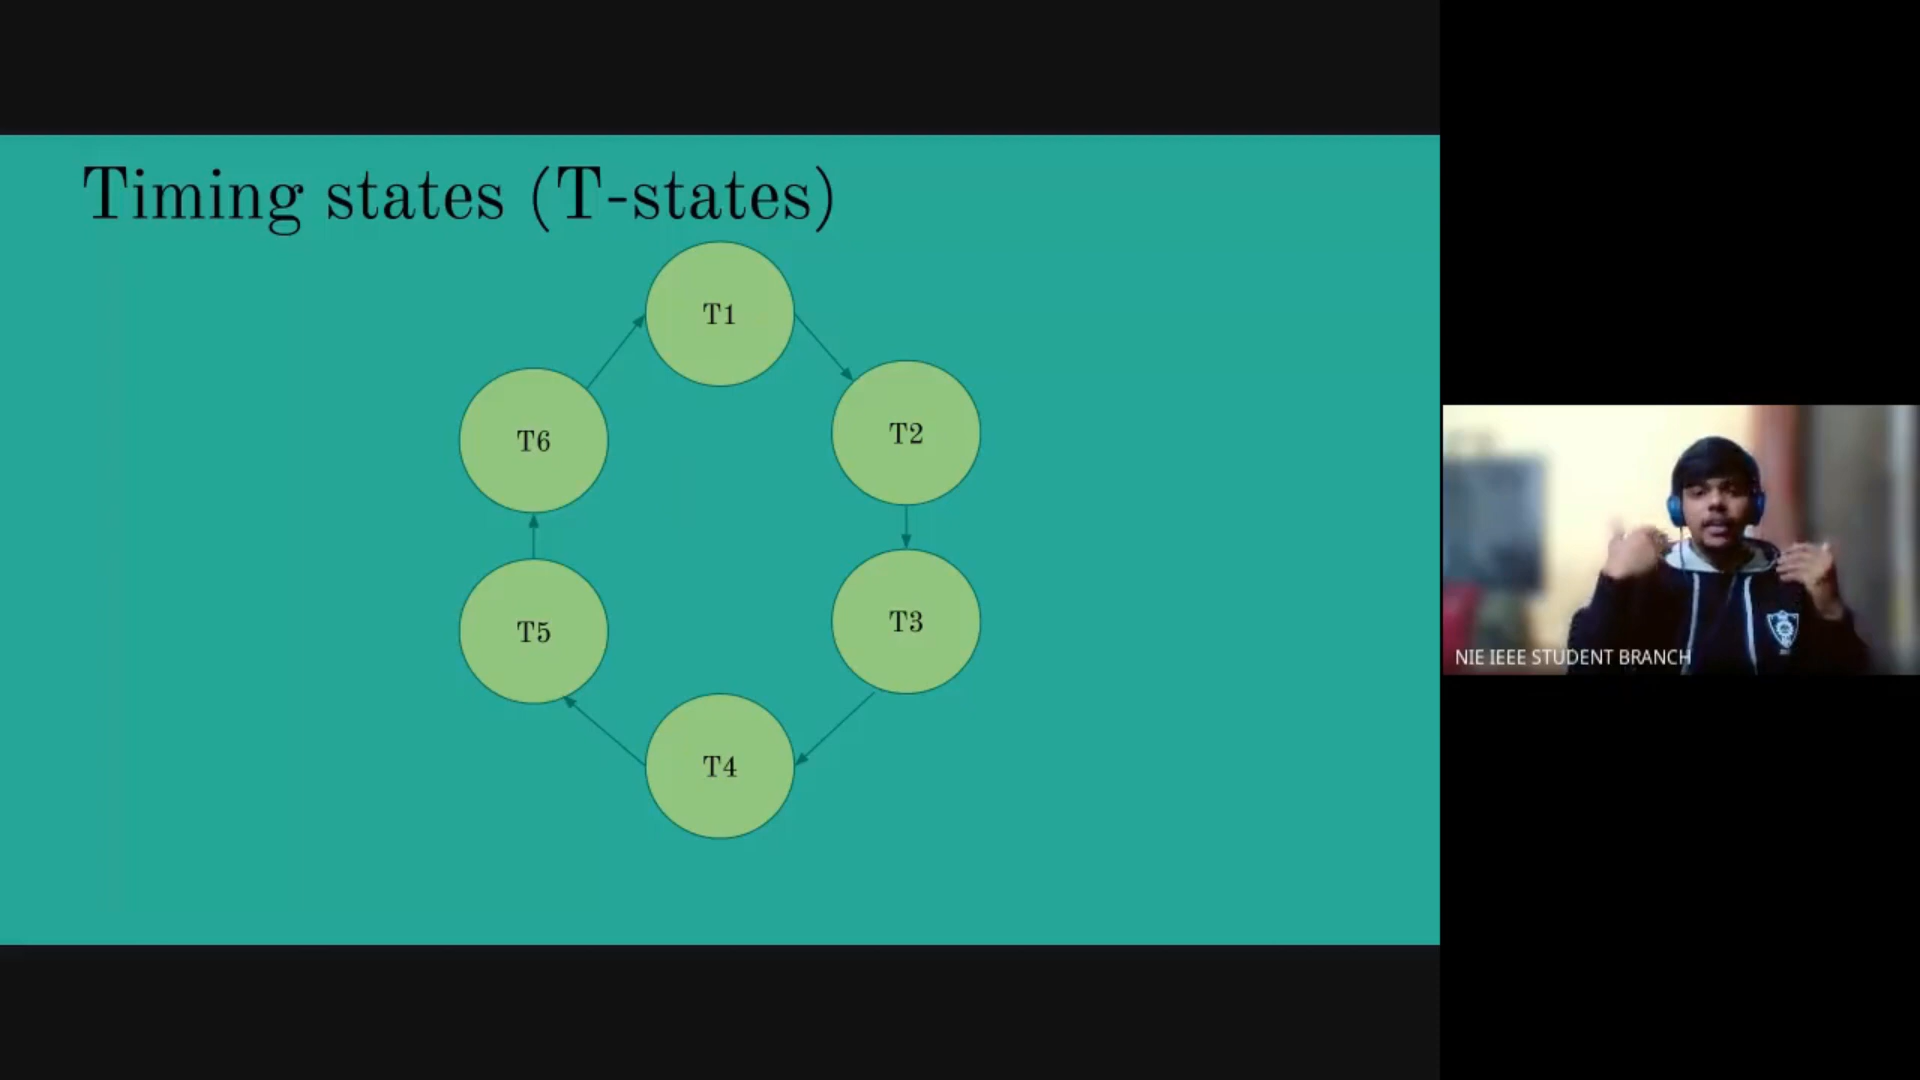 Timing states (T-states)
T1
T2
T3
T4
T5
T6
NIE IEEE STUDENT BRANCH